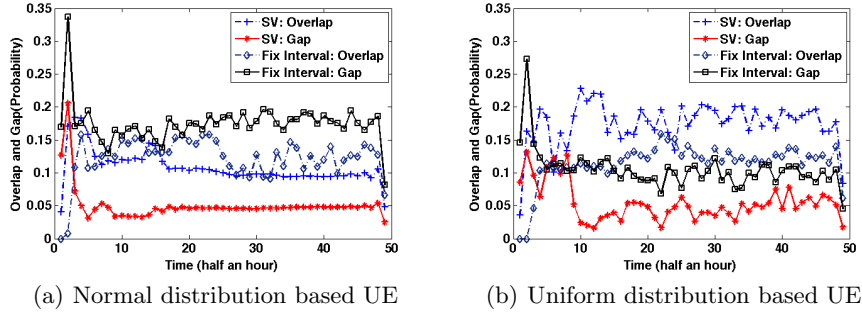 Overlap and Gap(Probability)
0.35
0.3
0.25
0.2
0.15
0.1
0.05
0
SV: Overlap
SV: Gap
Fix Interval: Overlap
Fix Interval: Gap
0 10 20 30 40 50
Time (half an hour)
(a) Normal distribution based UE
Overlap and Gap(Probability)
0.35
0.3
0.25
0.2
0.15
0.1
0.05
0
SV: Overlap
SV: Gap
Fix Interval: Overlap
Fix Interval: Gap
0 10 20 30 40 50
Time (half an hour)
(b) Uniform distribution based UE